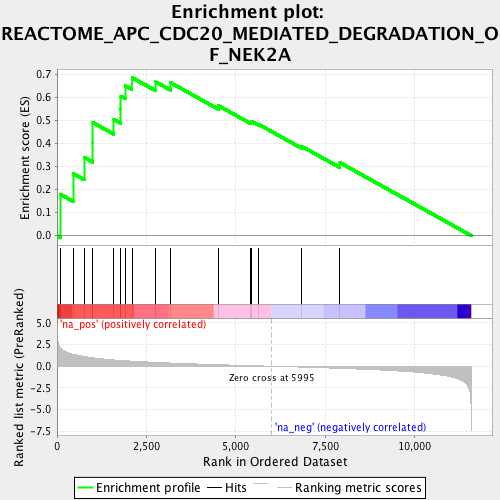 Enrichment plot:
REACTOME_APC_CDC20_MEDIATED_DEGRADATION_O
F_NEK2A
Enrichment score (ES)
0.7
0.6
0.5
0.4
0.3
0.2
0.1
0.0
Ranked list metric (PreRanked)
5.0
2.5
0.0
-2.5
-5.0
-7.5
'na_pos' (positively correlated)
Zero cross at 5995
'na_neg' (negatively correlated)
0
2,500
5,000
7,500
10,000
Rank in Ordered Dataset
Enrichment profile
Hits
Ranking metric scores